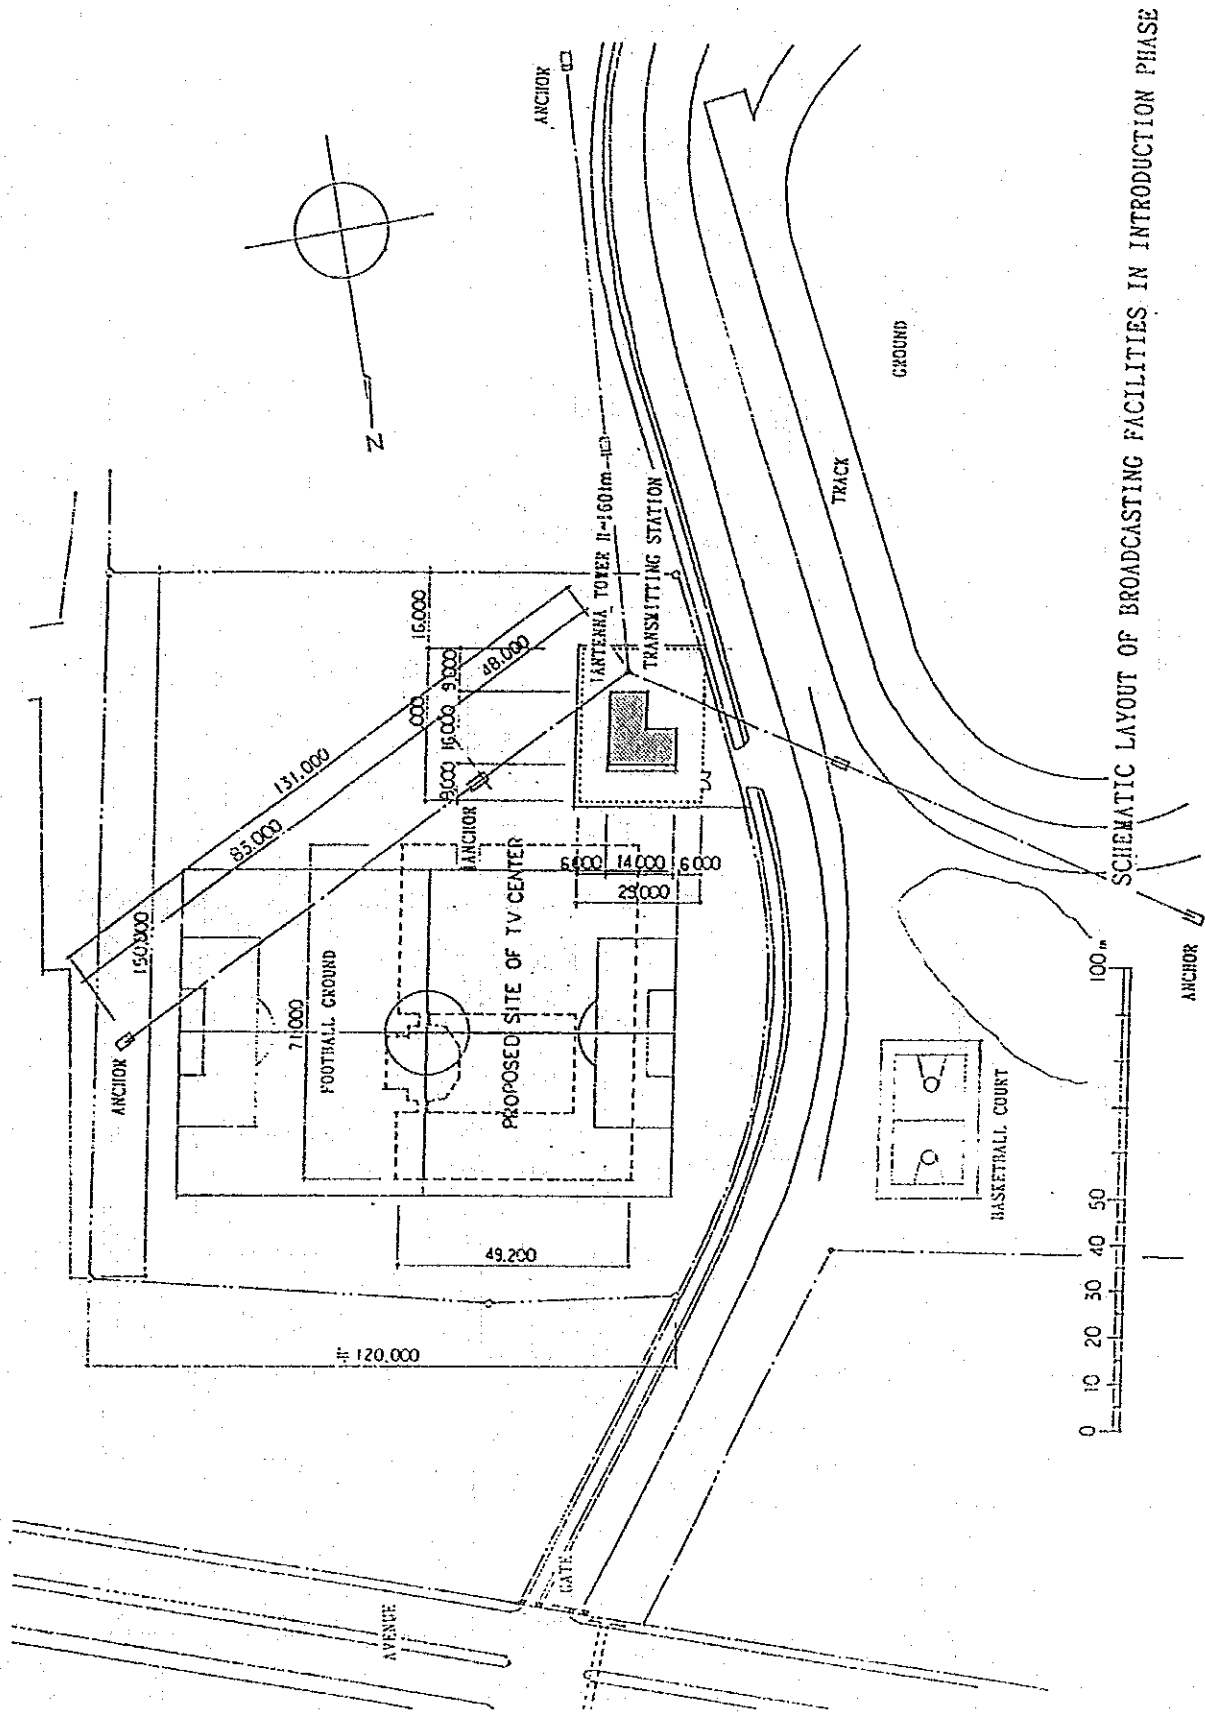 SCHEMATIC LAYOUT OF BROADCASTING FACILITIES IN INTRODUCTION PHASE
ANCHOR
N
ANTENNA TOWER H=160m
TRANSMITTING STATION
GROUND
TRACK
16.000
9.000
16.000
9.000
48.000
131.000
83.000
150.000
ANCHOR
6.000
14.000
6.000
29.000
PROPOSED SITE OF TV CENTER
FOOTBALL GROUND
71.000
ANCHOR
49.200
≒120.000
ANCHOR
BASKETBALL COURT
0 10 20 30 40 50 100m
GATE
AVENUE